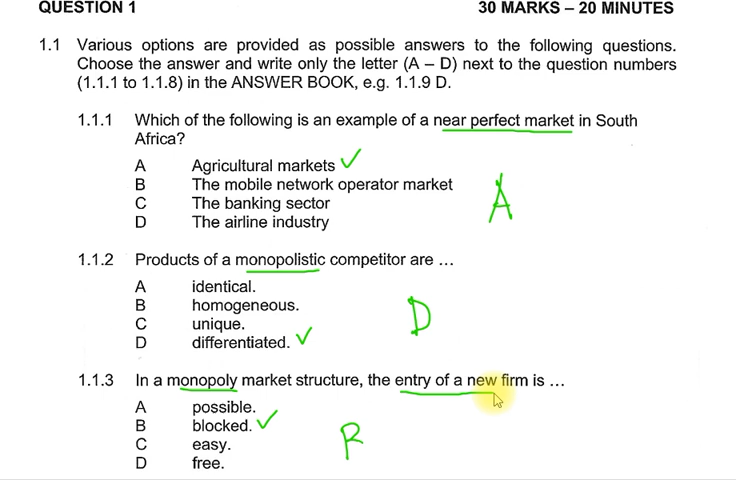 QUESTION 1 30 MARKS – 20 MINUTES
1.1 Various options are provided as possible answers to the following questions.
Choose the answer and write only the letter (A – D) next to the question numbers
(1.1.1 to 1.1.8) in the ANSWER BOOK, e.g. 1.1.9 D.
1.1.1 Which of the following is an example of a near perfect market in South
Africa?
A Agricultural markets ✓
B The mobile network operator market
C The banking sector
D The airline industry
A
1.1.2 Products of a monopolistic competitor are …
A identical.
B homogeneous.
C unique.
D differentiated. ✓
D
1.1.3 In a monopoly market structure, the entry of a new firm is …
A possible.
B blocked. ✓
C easy.
D free.
B